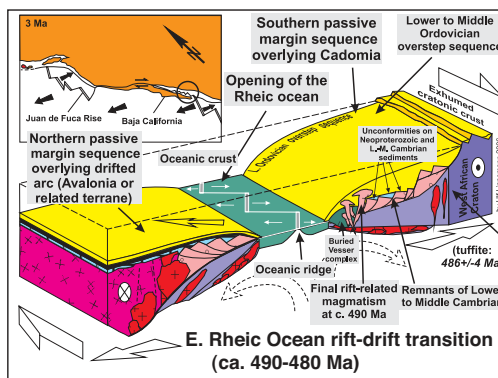 3 Ma
Juan de Fuca Rise
Baja California
Southern passive
margin sequence
overlying Cadomia
Lower to Middle
Ordovician
overstep sequence
Opening of the
Rheic ocean
Northern passive
margin sequence
overlying drifted
arc (Avalonia or
related terrane)
Oceanic crust
L. Ordovician overstep sequence
Exhumed
cratonic crust
Unconformities on
Neoproterozoic and
L.-M. Cambrian
sediments
West African
Craton
Buried
Vesser
complex
Oceanic ridge
Final rift-related
magmatism
at c. 490 Ma
(tuffite:
486+/-4 Ma
Remnants of Lower
to Middle Cambrian
E. Rheic Ocean rift-drift transition
(ca. 490-480 Ma)